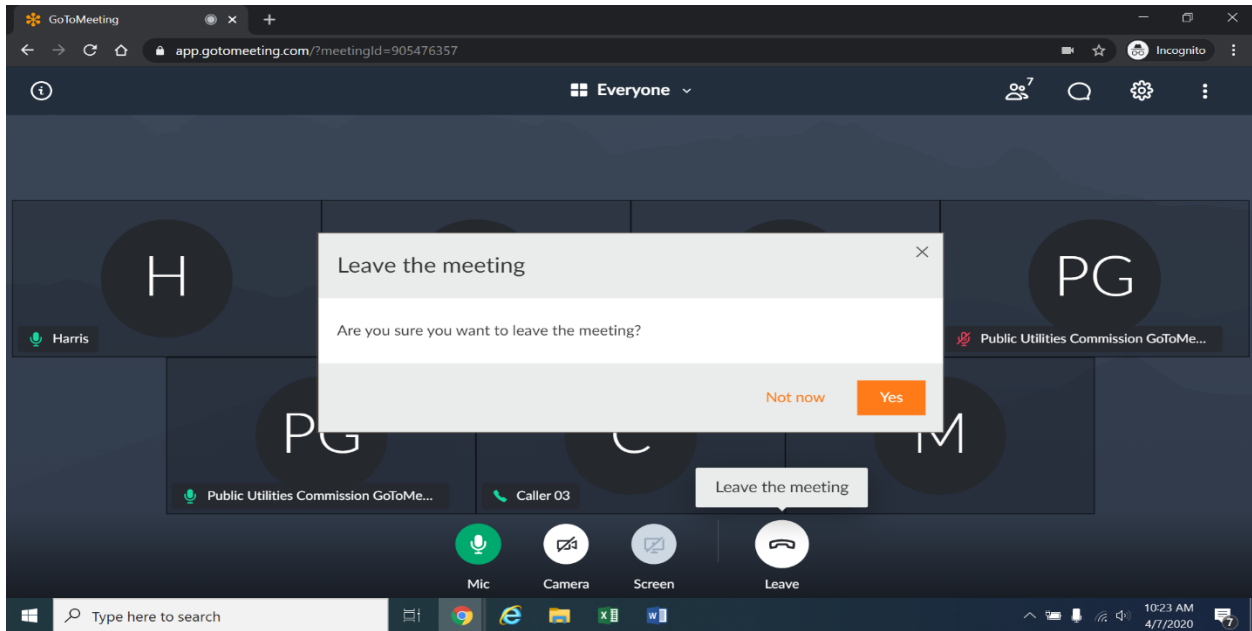 GoToMeeting
app.gotomeeting.com/?meetingId=905476357
Incognito
Everyone
7
H
PG
Leave the meeting
Are you sure you want to leave the meeting?
Harris
Public Utilities Commission GoToMe...
Not now
Yes
PG
C
M
Leave the meeting
Public Utilities Commission GoToMe...
Caller 03
Mic
Camera
Screen
Leave
Type here to search
10:23 AM
4/7/2020
7